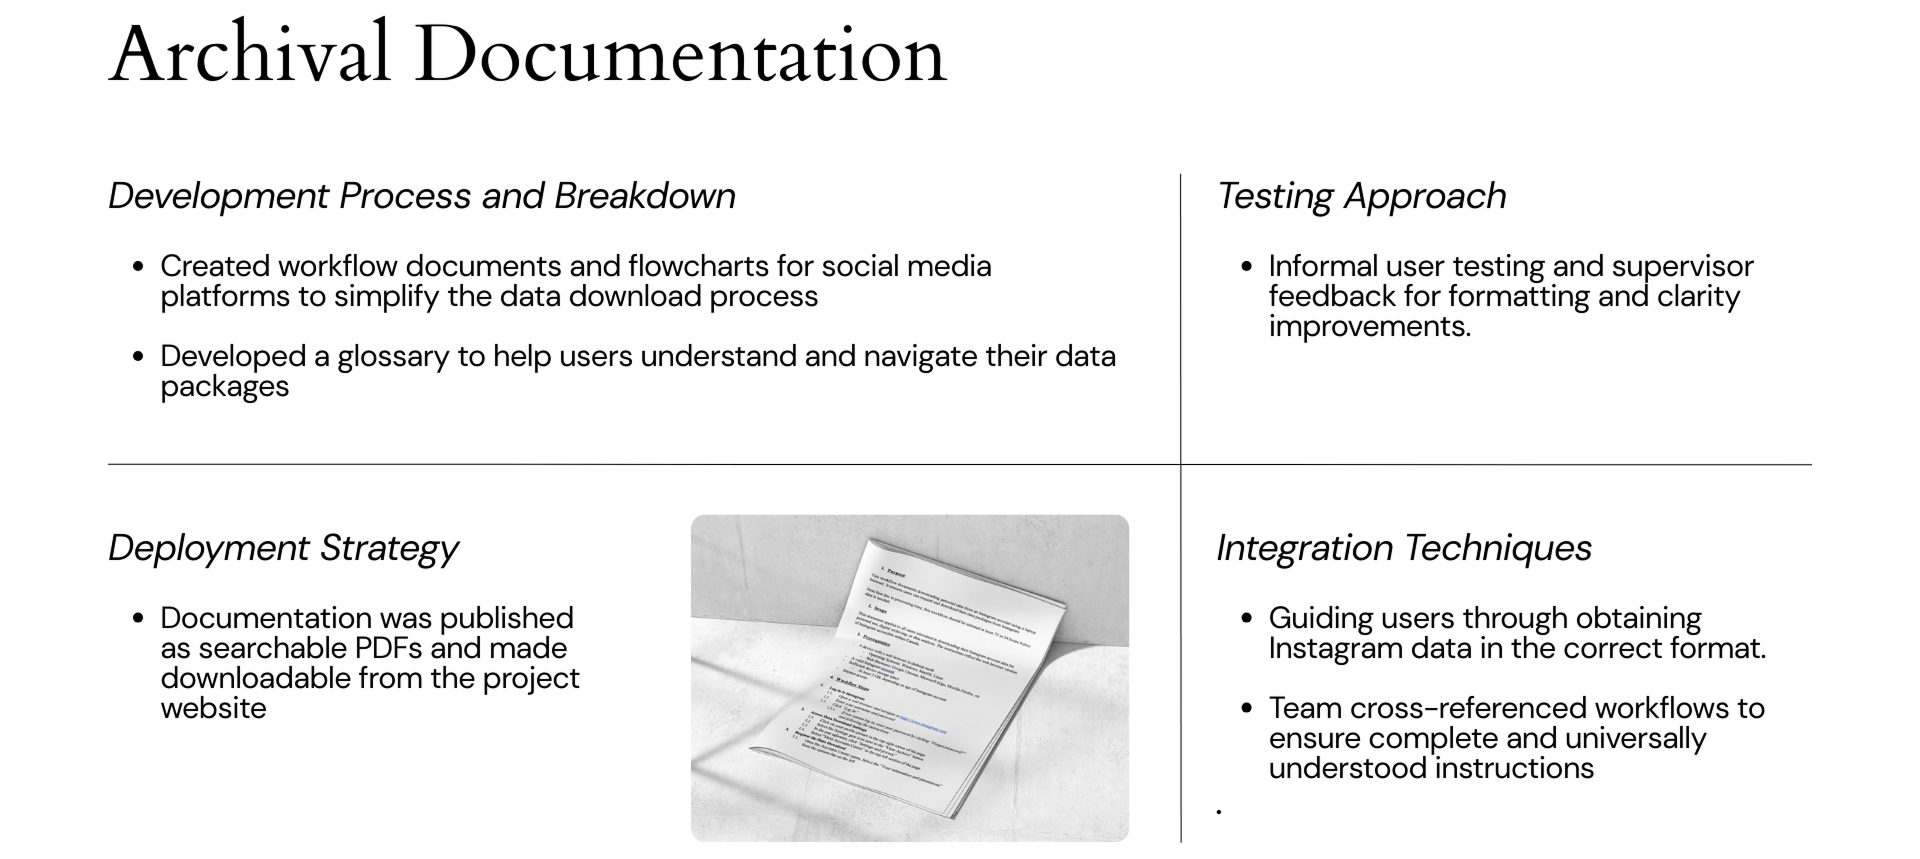 Archival Documentation
Development Process and Breakdown
• Created workflow documents and flowcharts for social media
platforms to simplify the data download process
• Developed a glossary to help users understand and navigate their data
packages
Testing Approach
• Informal user testing and supervisor
feedback for formatting and clarity
improvements.
Deployment Strategy
• Documentation was published
as searchable PDFs and made
downloadable from the project
website
1. Purpose
2. Scope
3. Prerequisites
4. Workflow Steps
Integration Techniques
• Guiding users through obtaining
Instagram data in the correct format.
• Team cross-referenced workflows to
ensure complete and universally
understood instructions
.